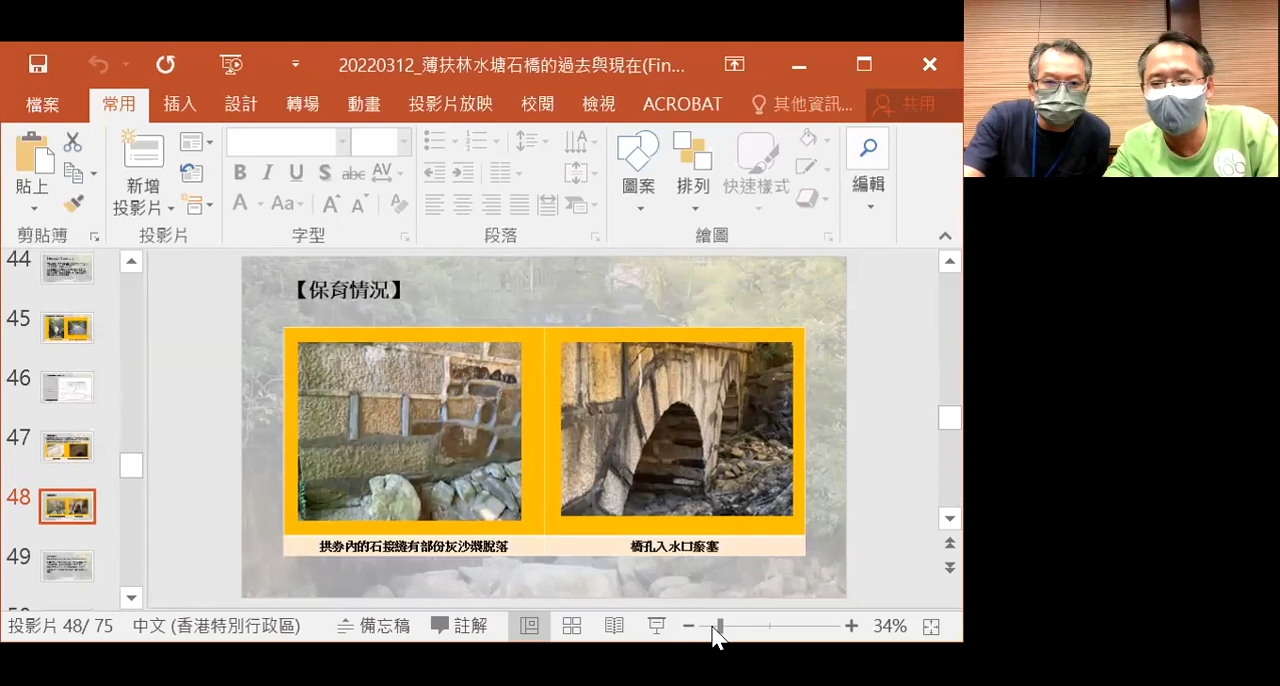 20220312_薄扶林水塘石橋的過去與現在(Fin...
檔案 常用 插入 設計 轉場 動畫 投影片放映 校閱 檢視 ACROBAT 其他資訊... 共用
貼上
新增
投影片
圖案 排列 快速樣式 編輯
剪貼簿 投影片 字型 段落 繪圖
44
45
46
47
48
49
【保育情況】
拱券內的石接縫有部份灰沙漿脫落
橋孔入水口瘀塞
投影片 48/ 75 中文 (香港特別行政區) 備忘稿 註解 34%